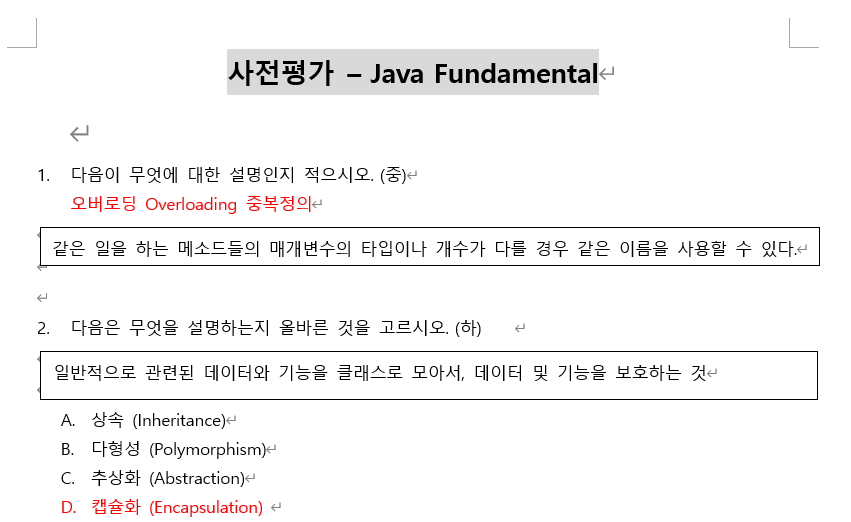 사전평가 – Java Fundamental
1. 다음이 무엇에 대한 설명인지 적으시오. (중)
오버로딩 Overloading 중복정의
같은 일을 하는 메소드들의 매개변수의 타입이나 개수가 다를 경우 같은 이름을 사용할 수 있다.
2. 다음은 무엇을 설명하는지 올바른 것을 고르시오. (하)
일반적으로 관련된 데이터와 기능을 클래스로 모아서, 데이터 및 기능을 보호하는 것
A. 상속 (Inheritance)
B. 다형성 (Polymorphism)
C. 추상화 (Abstraction)
D. 캡슐화 (Encapsulation)